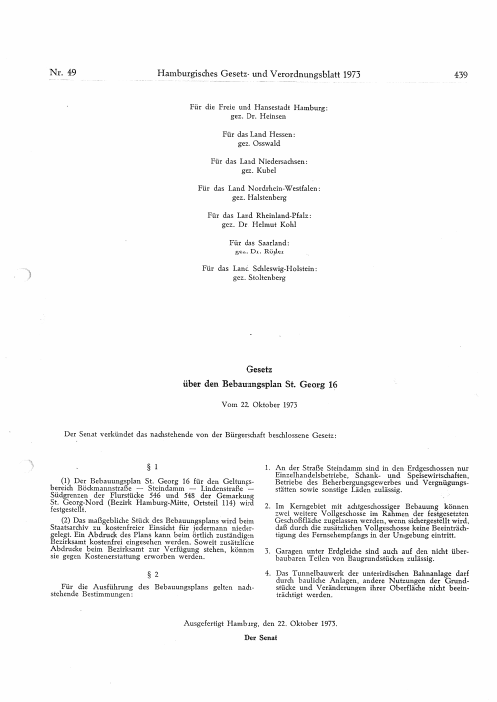 Nr. 49 Hamburgisches Gesetz- und Verordnungsblatt 1973 439
Für die Freie und Hansestadt Hamburg:
gez. Dr. Heinsen
Für das Land Hessen:
gez. Osswald
Für das Land Niedersachsen:
gez. Kubel
Für das Land Nordrhein-Westfalen:
gez. Halstenberg
Für das Land Rheinland-Pfalz:
gez. Dr Helmut Kohl
Für das Saarland:
gez. Dr. Röder
Für das Land Schleswig-Holstein:
gez. Stoltenberg
Gesetz
über den Bebauungsplan St. Georg 16
Vom 22. Oktober 1973
Der Senat verkündet das nachstehende von der Bürgerschaft beschlossene Gesetz:
§ 1
(1) Der Bebauungsplan St. Georg 16 für den Geltungs-
bereich Böckmannstraße — Steindamm — Lindenstraße —
Südgrenzen der Flurstücke 546 und 548 der Gemarkung
St. Georg-Nord (Bezirk Hamburg-Mitte, Ortsteil 114) wird
festgestellt.
(2) Das maßgebliche Stück des Bebauungsplans wird beim
Staatsarchiv zu kostenfreier Einsicht für jedermann nieder-
gelegt. Ein Abdruck des Plans kann beim örtlich zuständigen
Bezirksamt kostenfrei eingesehen werden. Soweit zusätzliche
Abdrucke beim Bezirksamt zur Verfügung stehen, können
sie gegen Kostenerstattung erworben werden.
§ 2
Für die Ausführung des Bebauungsplans gelten nach-
stehende Bestimmungen:
1. An der Straße Steindamm sind in den Erdgeschossen nur
Einzelhandelsbetriebe, Schank- und Speisewirtschaften,
Betriebe des Beherbergungsgewerbes und Vergnügungs-
stätten sowie sonstige Läden zulässig.
2. Im Kerngebiet mit achtgeschossiger Bebauung können
zwei weitere Vollgeschosse im Rahmen der festgesetzten
Geschoßfläche zugelassen werden, wenn sichergestellt wird,
daß durch die zusätzlichen Vollgeschosse keine Beeinträch-
tigung des Fernsehempfangs in der Umgebung eintritt.
3. Garagen unter Erdgleiche sind auch auf den nicht über-
baubaren Teilen von Baugrundstücken zulässig.
4. Das Tunnelbauwerk der unterirdischen Bahnanlage darf
durch bauliche Anlagen, andere Nutzungen der Grund-
stücke und Veränderungen ihrer Oberfläche nicht beein-
trächtigt werden.
Ausgefertigt Hamburg, den 22. Oktober 1973.
Der Senat